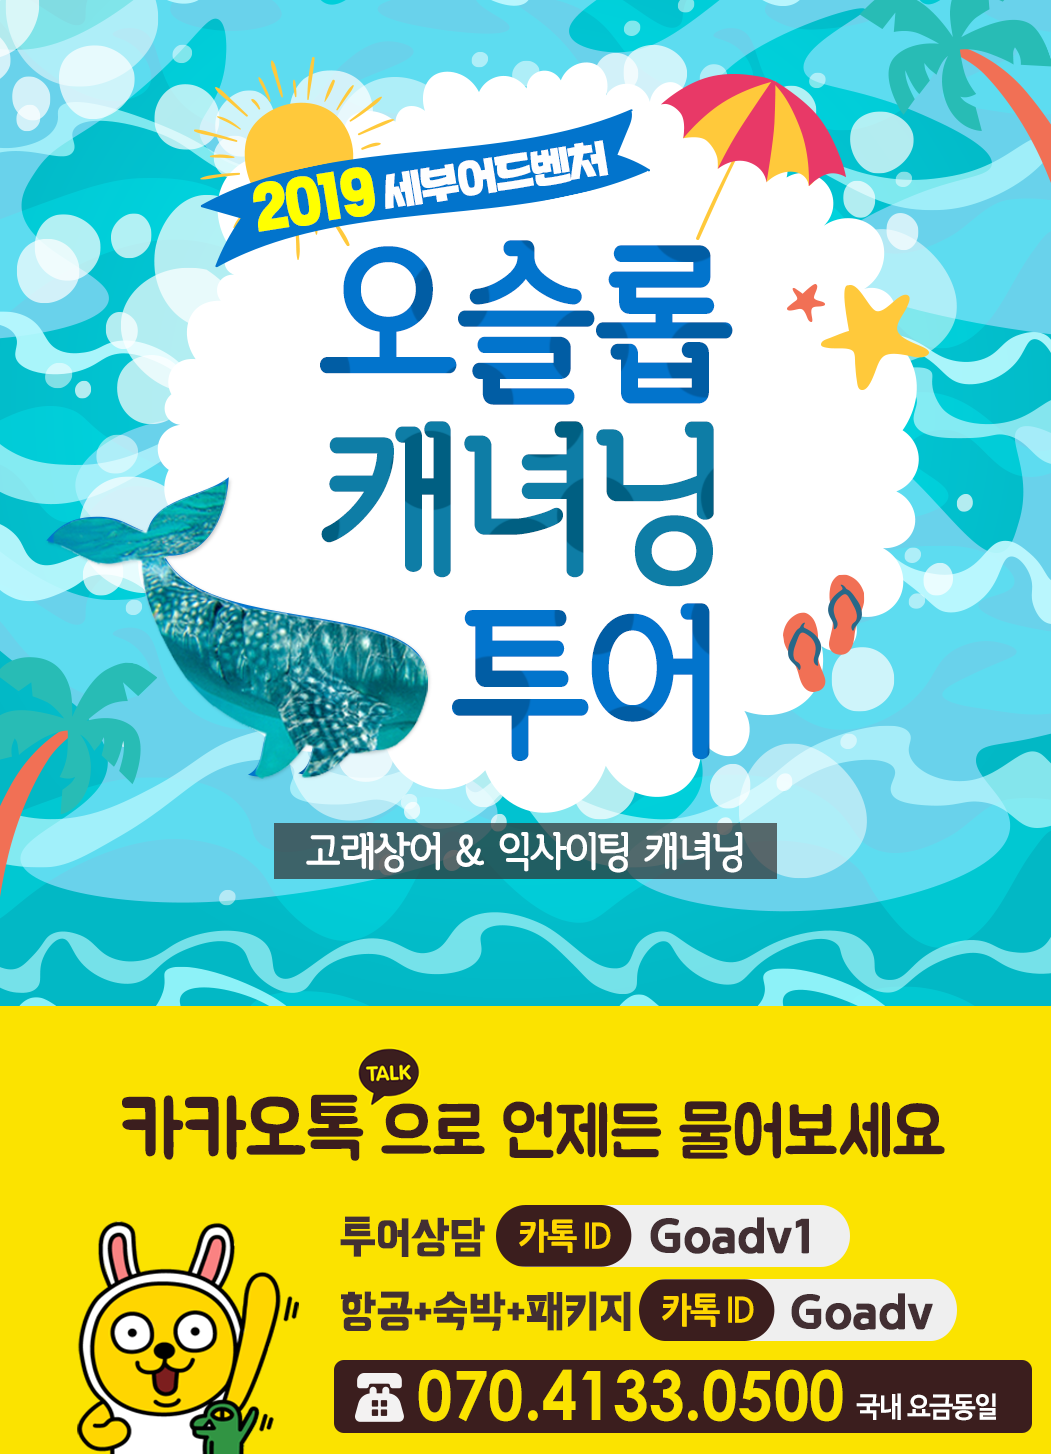 2019 세부어드벤처
오슬롭
캐녀닝
투어
고래상어 & 익사이팅 캐녀닝
TALK
카카오톡으로 언제든 물어보세요
투어상담 카톡 ID Goadv1
항공+숙박+패키지 카톡 ID Goadv
070.4133.0500 국내 요금동일